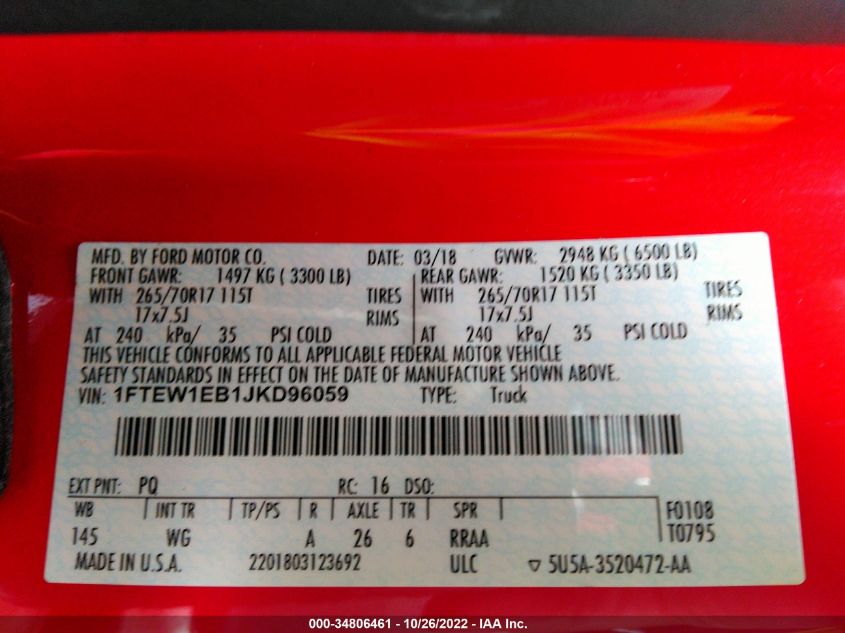 MFD. BY FORD MOTOR CO. DATE: 03/18 GVWR: 2948 KG ( 6500 LB)
FRONT GAWR: 1497 KG ( 3300 LB) REAR GAWR: 1520 KG ( 3350 LB)
WITH 265/70R17 115T TIRES WITH 265/70R17 115T TIRES
17x7.5J RIMS 17x7.5J RIMS
AT 240 kPa/ 35 PSI COLD AT 240 kPa/ 35 PSI COLD
THIS VEHICLE CONFORMS TO ALL APPLICABLE FEDERAL MOTOR VEHICLE
SAFETY STANDARDS IN EFFECT ON THE DATE OF MANUFACTURE SHOWN ABOVE.
VIN: 1FTEW1EB1JKD96059 TYPE: Truck
EXT PNT: PQ RC: 16 DSO:
WB INT TR TP/PS R AXLE TR SPR F0108
145 WG A 26 6 RRAA T0795
MADE IN U.S.A. 2201803123692 ULC ▽ 5U5A-3520472-AA
000-34806461 - 10/26/2022 - IAA Inc.